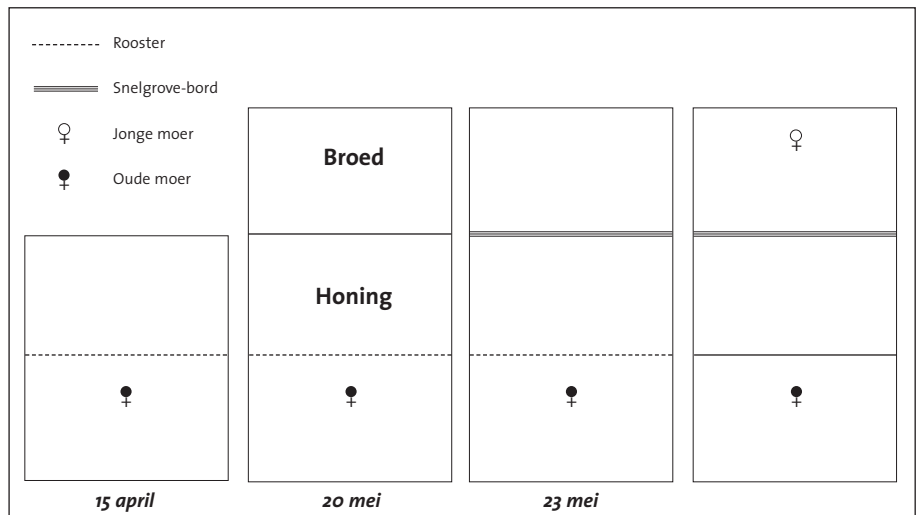 Rooster
Snelgrove-bord
Jonge moer
Oude moer
Broed
Honing
15 april
20 mei
23 mei